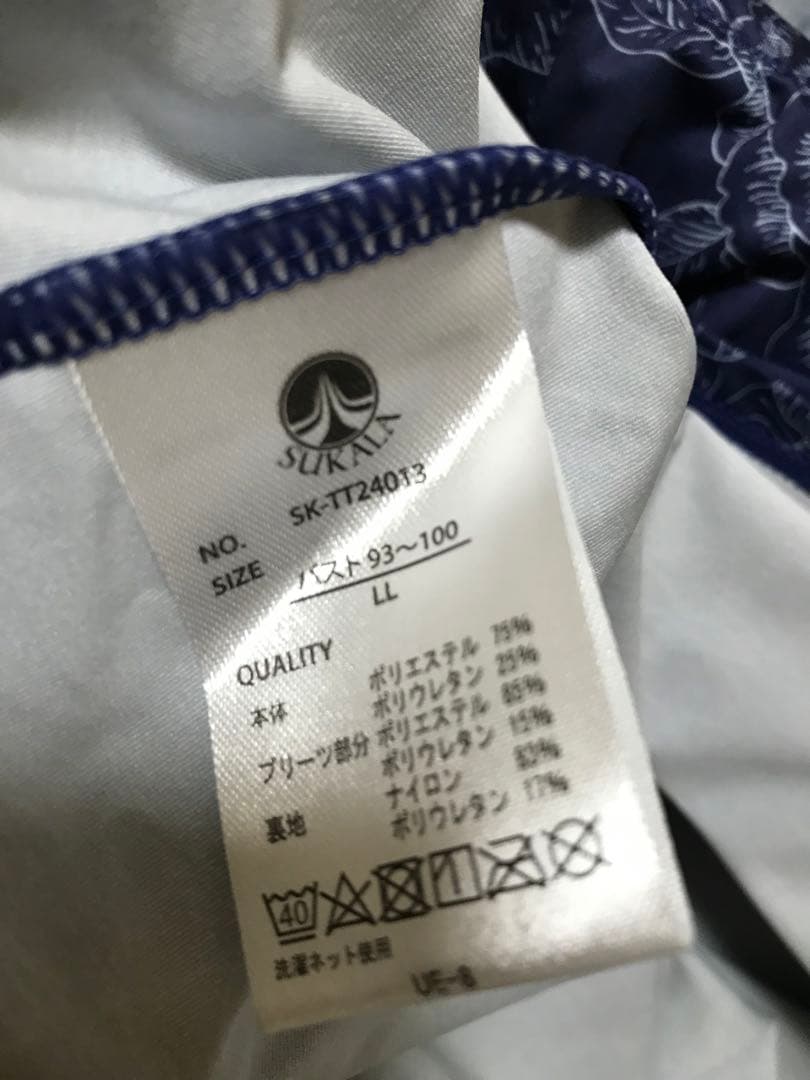 SUKALA
NO. SK-TT24013
SIZE バスト 93〜100
LL
QUALITY
本体 ポリエステル 75%
ポリウレタン 25%
プリーツ部分 ポリエステル 85%
ポリウレタン 15%
裏地 ナイロン 83%
ポリウレタン 17%
40
洗濯ネット使用
UE-8